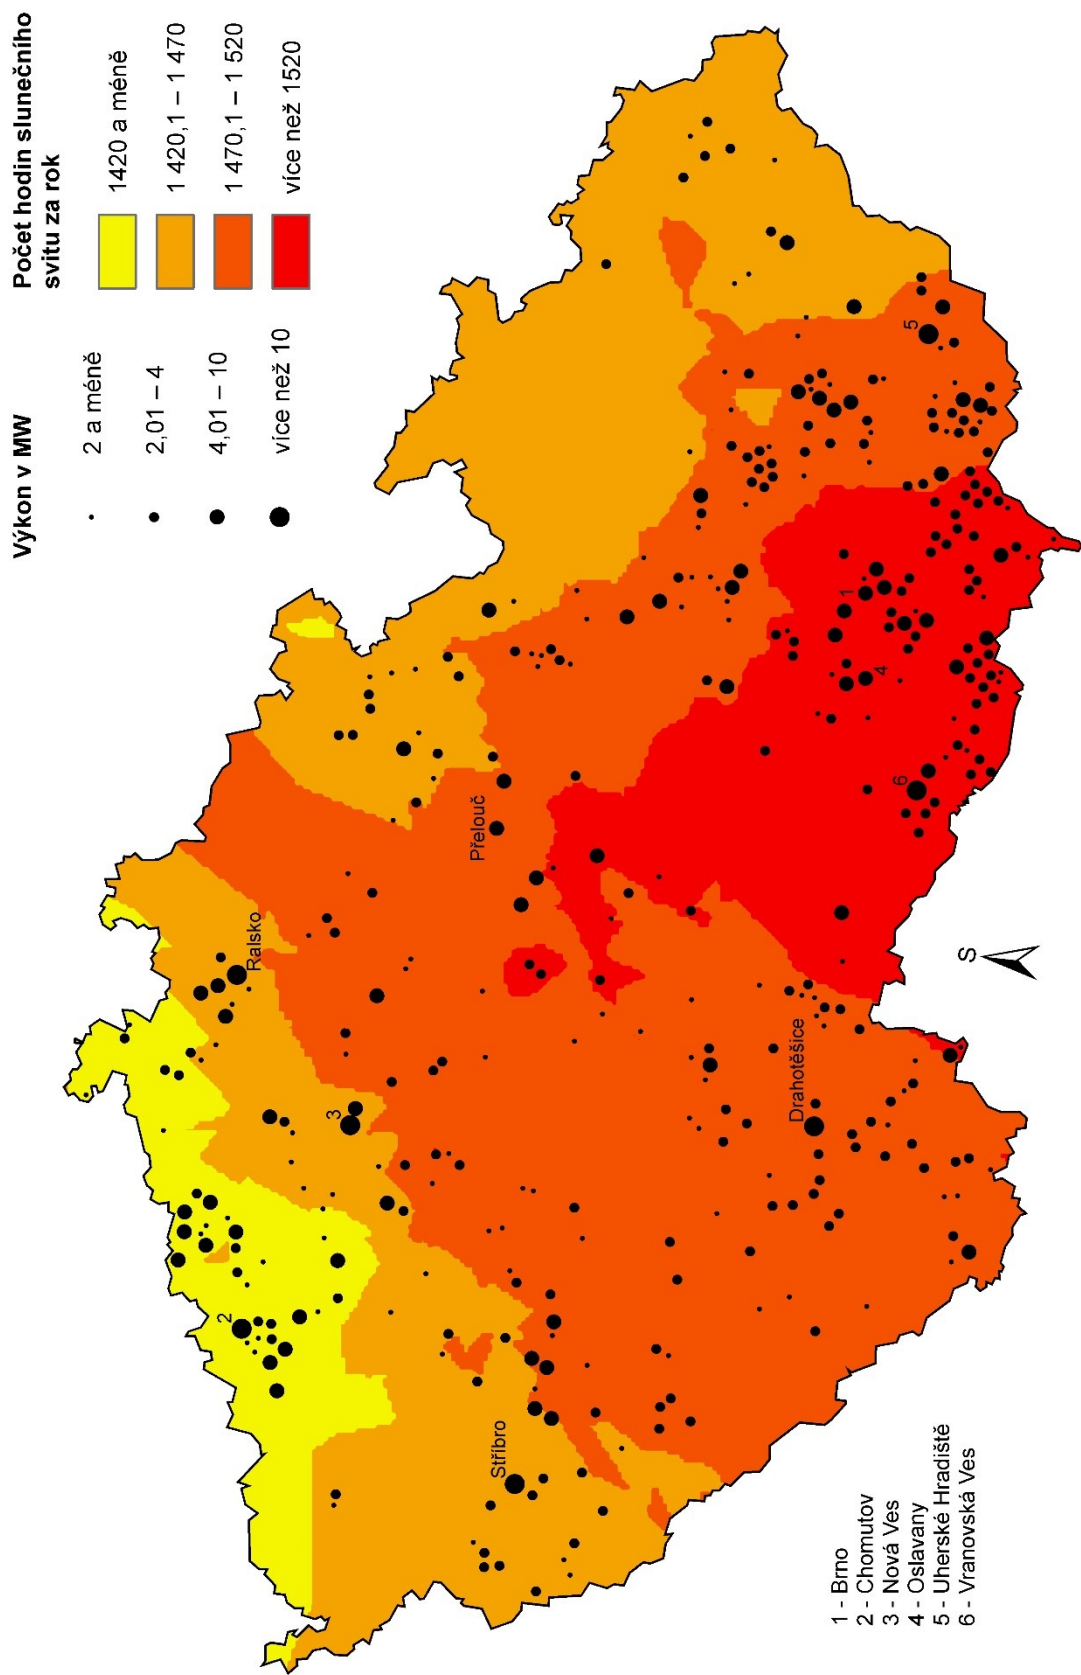 Výkon v MW
2 a méně
2,01 – 4
4,01 – 10
více než 10
Počet hodin slunečního
svitu za rok
1420 a méně
1 420,1 – 1 470
1 470,1 – 1 520
více než 1520
2
Ralsko
3
Stříbro
Přelouč
Drahotěšice
S
4
1
6
5
1 - Brno
2 - Chomutov
3 - Nová Ves
4 - Oslavany
5 - Uherské Hradiště
6 - Vranovská Ves